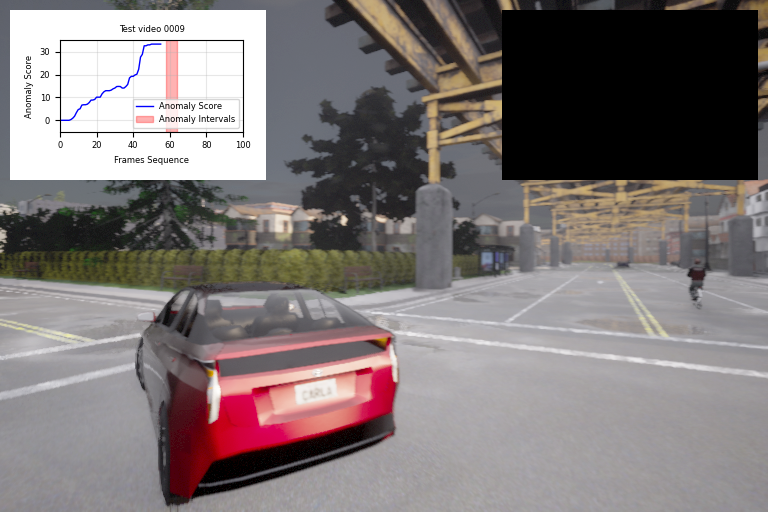 Test video 0009
Anomaly Score
30
20
10
0
Anomaly Score
Anomaly Intervals
0 20 40 60 80 100
Frames Sequence
CARLA